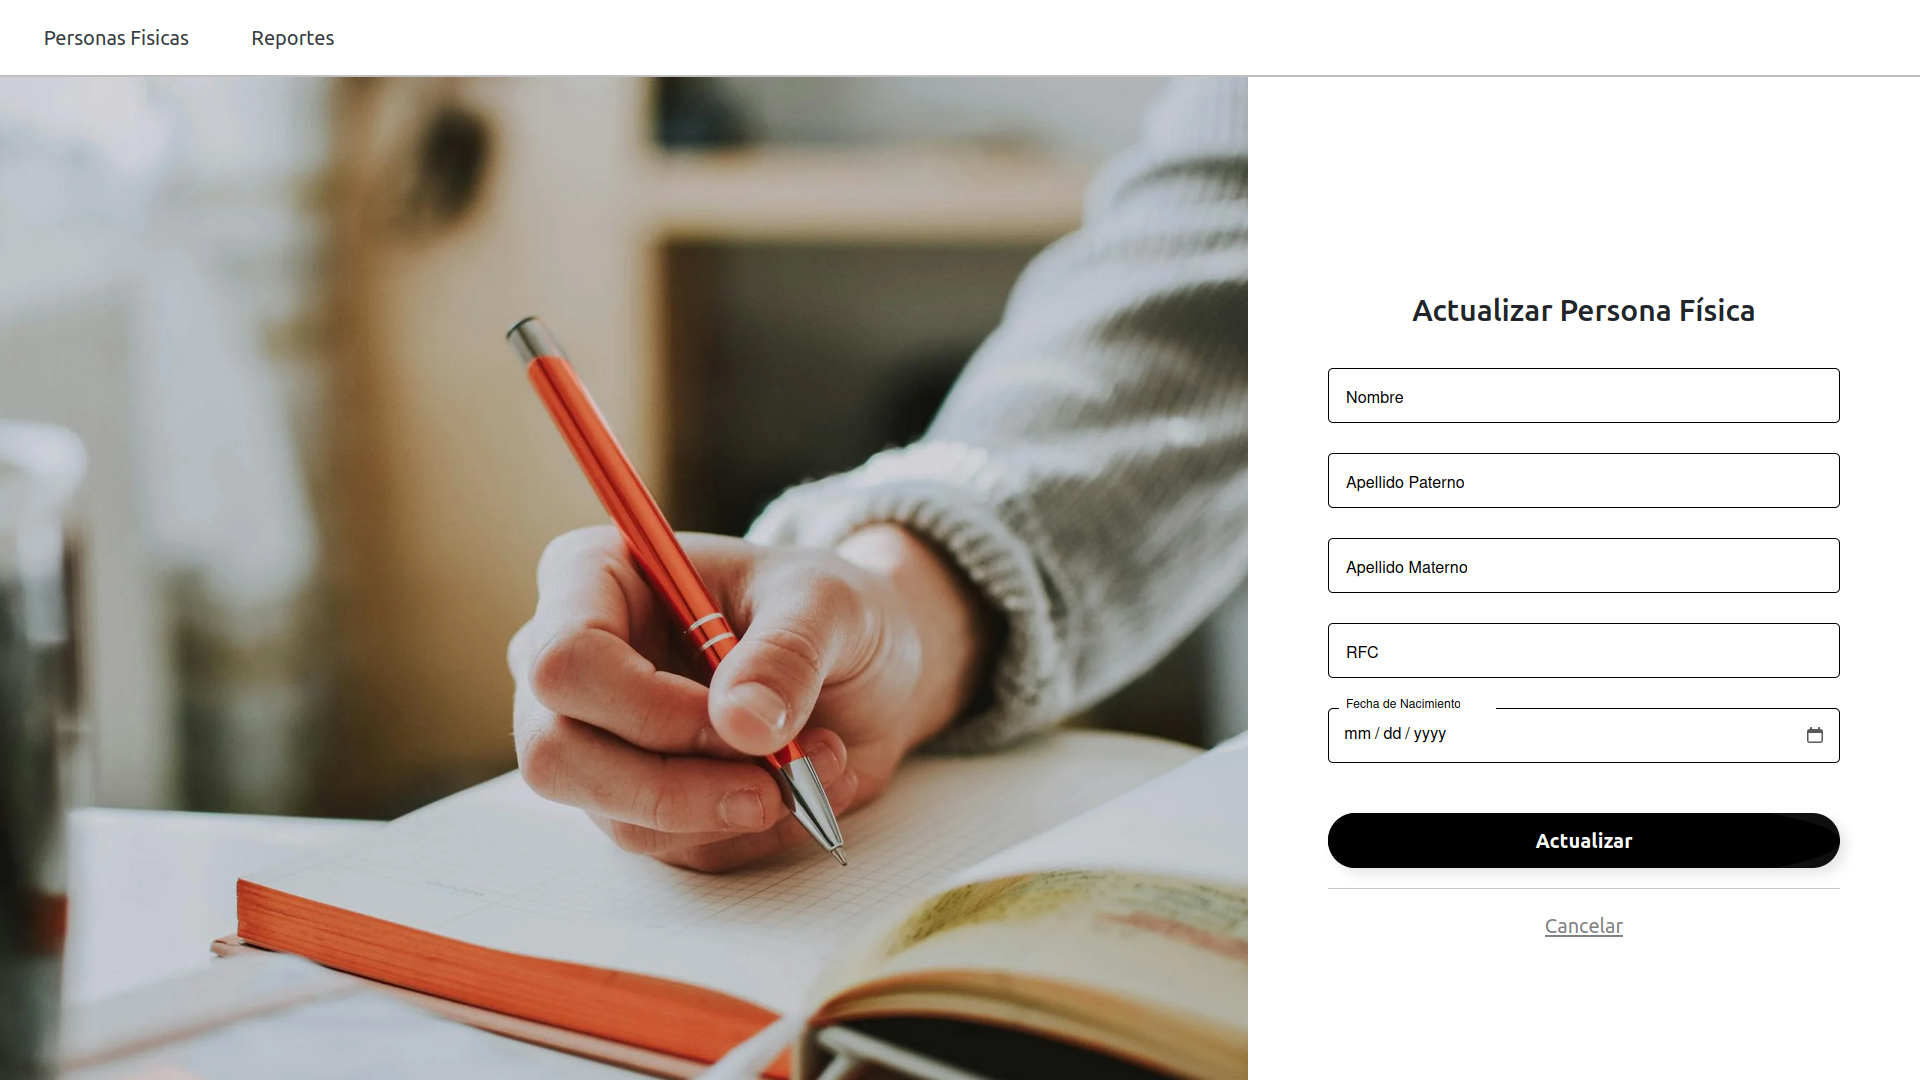 Personas Fisicas
Reportes
Actualizar Persona Física
Nombre
Apellido Paterno
Apellido Materno
RFC
Fecha de Nacimiento
mm / dd / yyyy
Actualizar
Cancelar